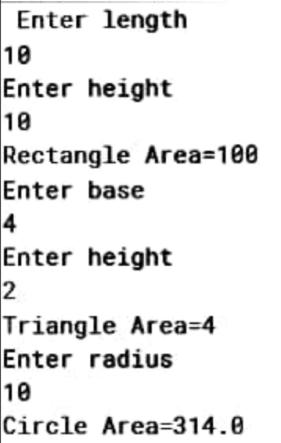 Enter length
10
Enter height
10
Rectangle Area=100
Enter base
4
Enter height
2
Triangle Area=4
Enter radius
10
Circle Area=314.0